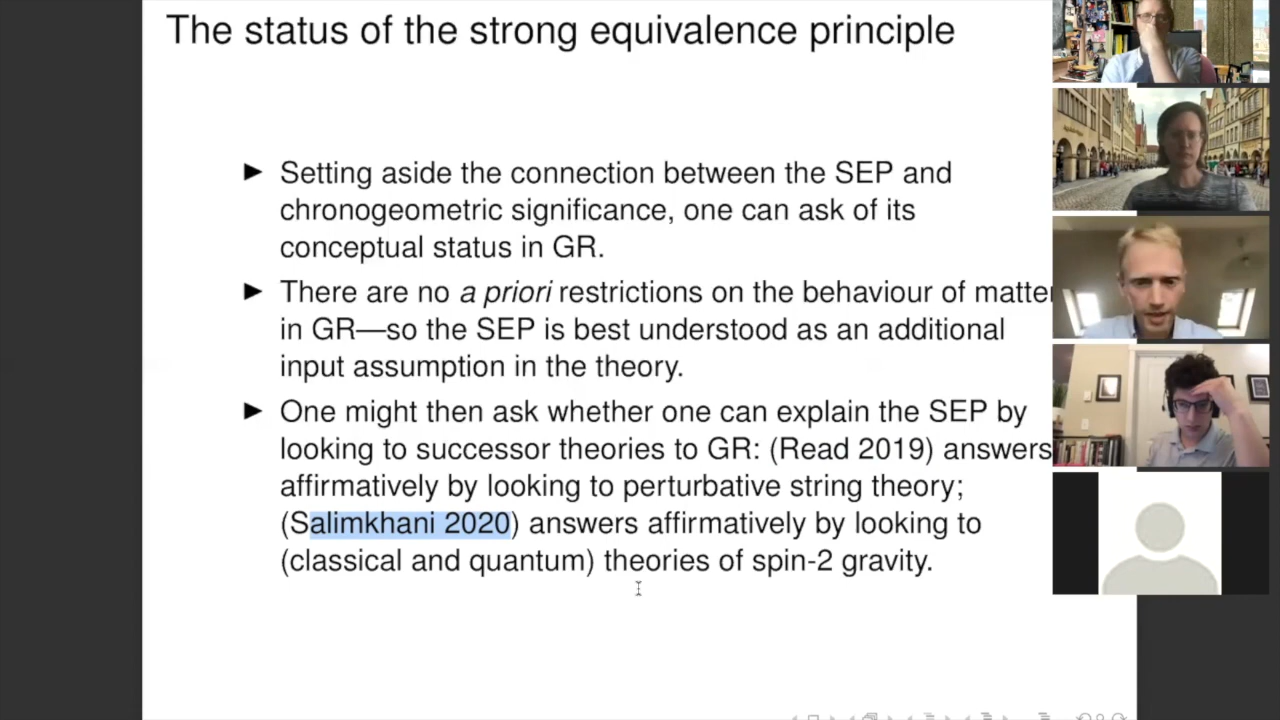 The status of the strong equivalence principle
► Setting aside the connection between the SEP and
chronogeometric significance, one can ask of its
conceptual status in GR.
► There are no a priori restrictions on the behaviour of matter
in GR—so the SEP is best understood as an additional
input assumption in the theory.
► One might then ask whether one can explain the SEP by
looking to successor theories to GR: (Read 2019) answers
affirmatively by looking to perturbative string theory;
(Salimkhani 2020) answers affirmatively by looking to
(classical and quantum) theories of spin-2 gravity.